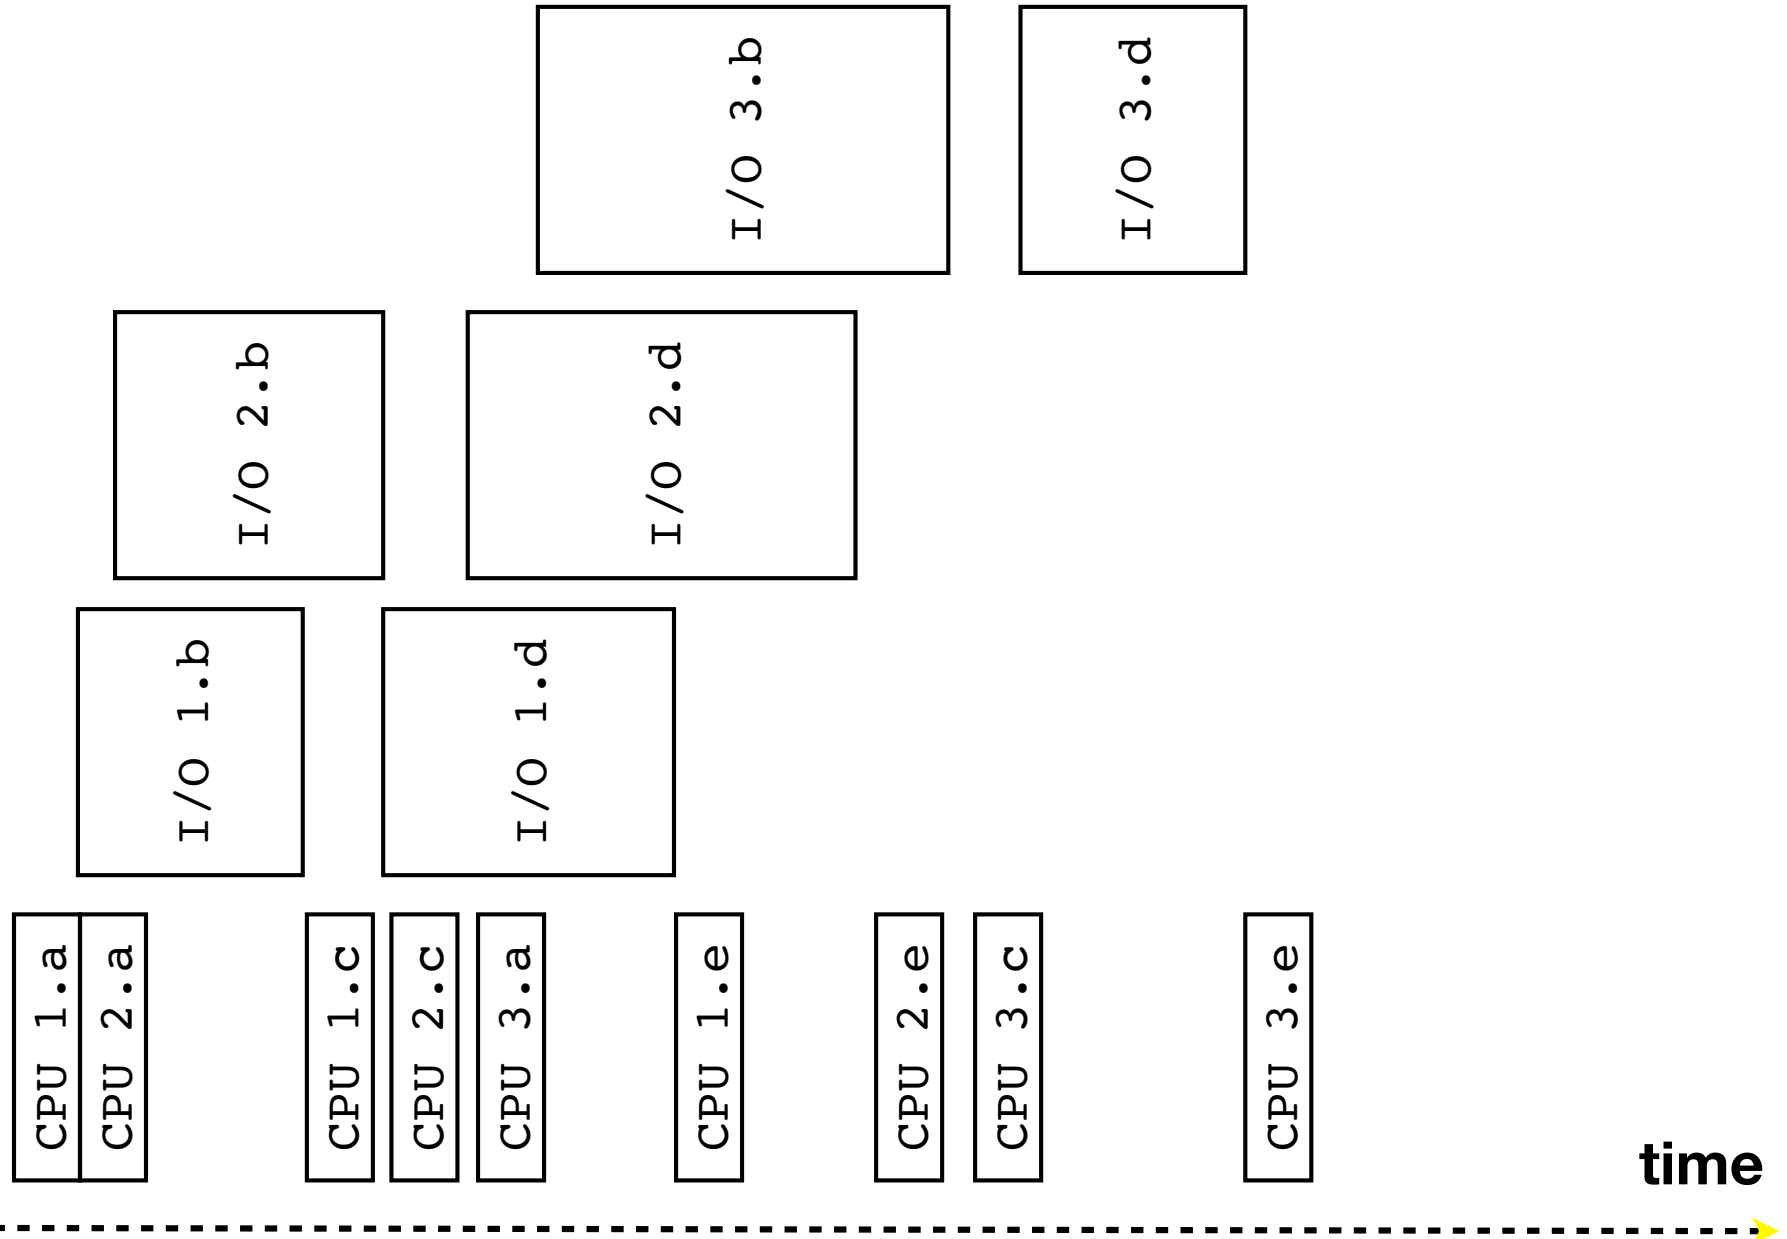 I/O 3.b
I/O 3.d
I/O 2.b
I/O 2.d
I/O 1.b
I/O 1.d
CPU 1.a
CPU 2.a
CPU 1.c
CPU 2.c
CPU 3.a
CPU 1.e
CPU 2.e
CPU 3.c
CPU 3.e
time